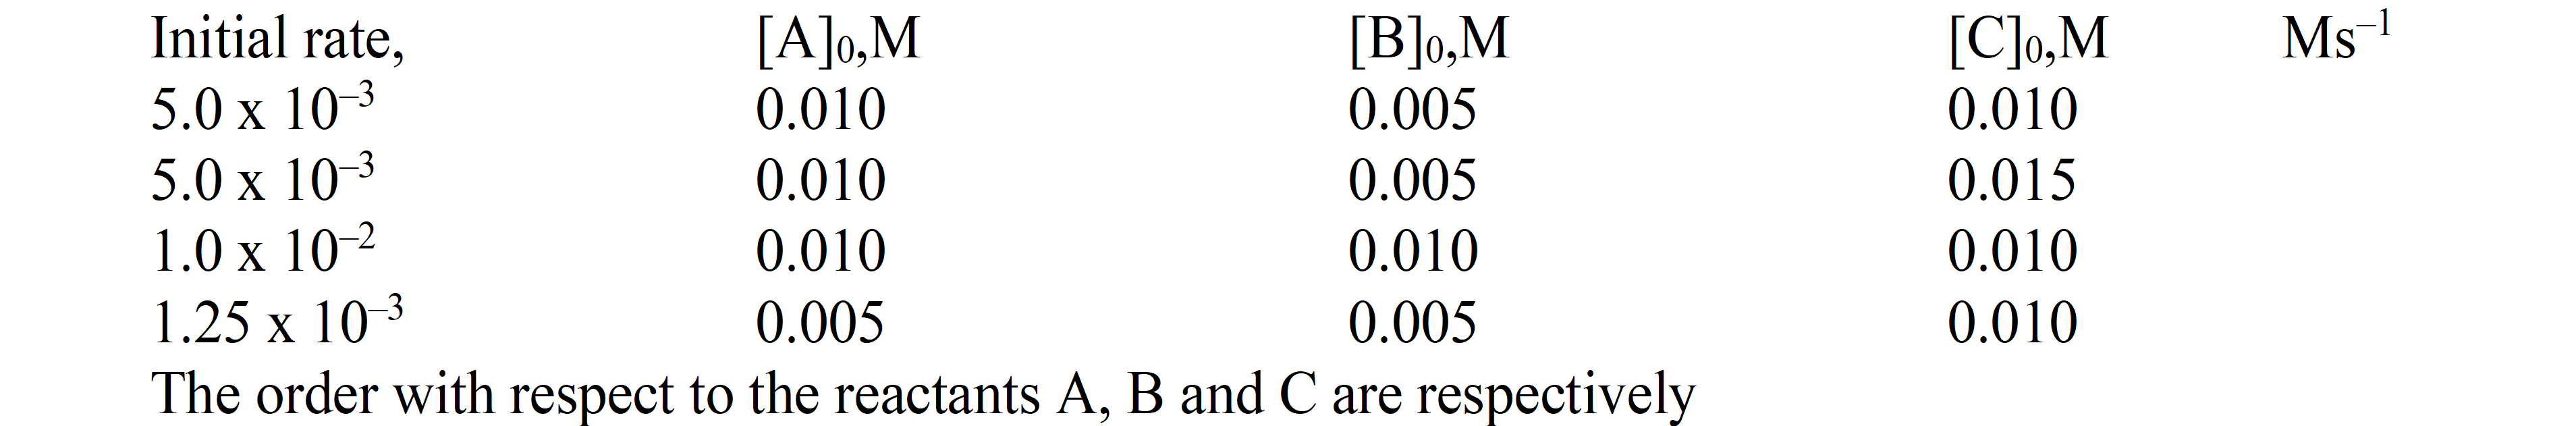 Initial rate, [A]₀,M [B]₀,M [C]₀,M Ms⁻¹
5.0 x 10⁻³ 0.010 0.005 0.010
5.0 x 10⁻³ 0.010 0.005 0.015
1.0 x 10⁻² 0.010 0.010 0.010
1.25 x 10⁻³ 0.005 0.005 0.010
The order with respect to the reactants A, B and C are respectively